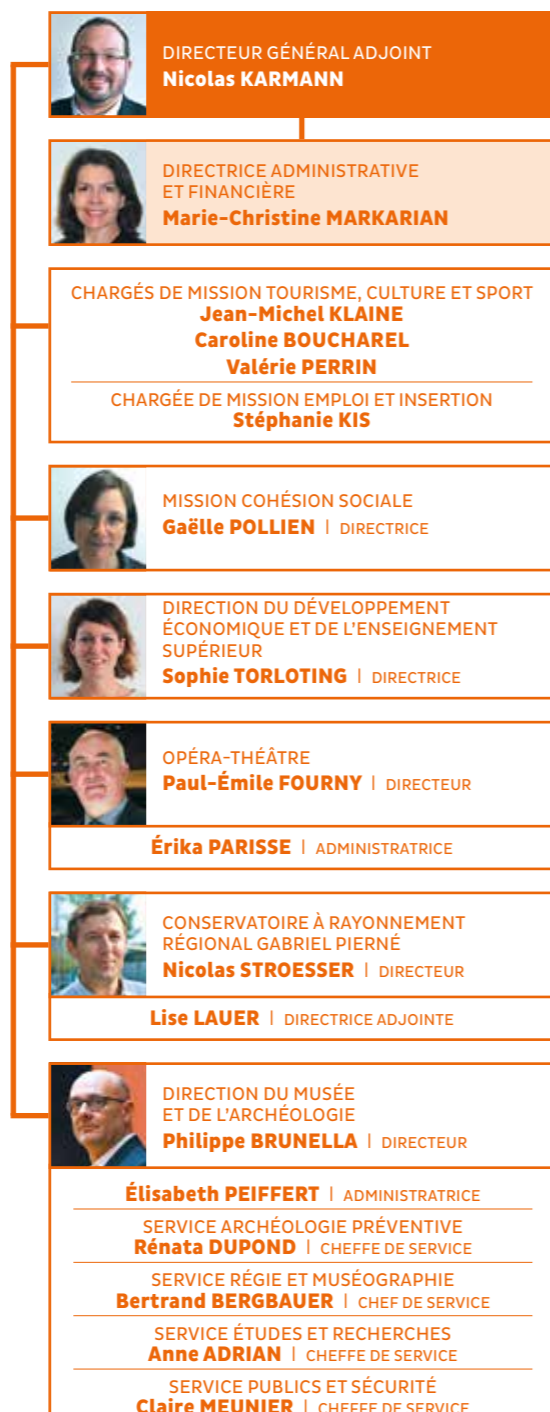 DIRECTEUR GÉNÉRAL ADJOINT
Nicolas KARMANN
DIRECTRICE ADMINISTRATIVE
ET FINANCIÈRE
Marie-Christine MARKARIAN
CHARGÉS DE MISSION TOURISME, CULTURE ET SPORT
Jean-Michel KLAINE
Caroline BOUCHAREL
Valérie PERRIN
CHARGÉE DE MISSION EMPLOI ET INSERTION
Stéphanie KIS
MISSION COHÉSION SOCIALE
Gaëlle POLLIEN | DIRECTRICE
DIRECTION DU DÉVELOPPEMENT
ÉCONOMIQUE ET DE L'ENSEIGNEMENT
SUPÉRIEUR
Sophie TORLOTING | DIRECTRICE
OPÉRA-THÉÂTRE
Paul-Émile FOURNY | DIRECTEUR
Érika PARISSE | ADMINISTRATRICE
CONSERVATOIRE À RAYONNEMENT
RÉGIONAL GABRIEL PIERNÉ
Nicolas STROESSER | DIRECTEUR
Lise LAUER | DIRECTRICE ADJOINTE
DIRECTION DU MUSÉE
ET DE L'ARCHÉOLOGIE
Philippe BRUNELLA | DIRECTEUR
Élisabeth PEIFFERT | ADMINISTRATRICE
SERVICE ARCHÉOLOGIE PRÉVENTIVE
Rénata DUPOND | CHEFFE DE SERVICE
SERVICE RÉGIE ET MUSÉOGRAPHIE
Bertrand BERGBAUER | CHEF DE SERVICE
SERVICE ÉTUDES ET RECHERCHES
Anne ADRIAN | CHEFFE DE SERVICE
SERVICE PUBLICS ET SÉCURITÉ
Claire MEUNIER | CHEFFE DE SERVICE